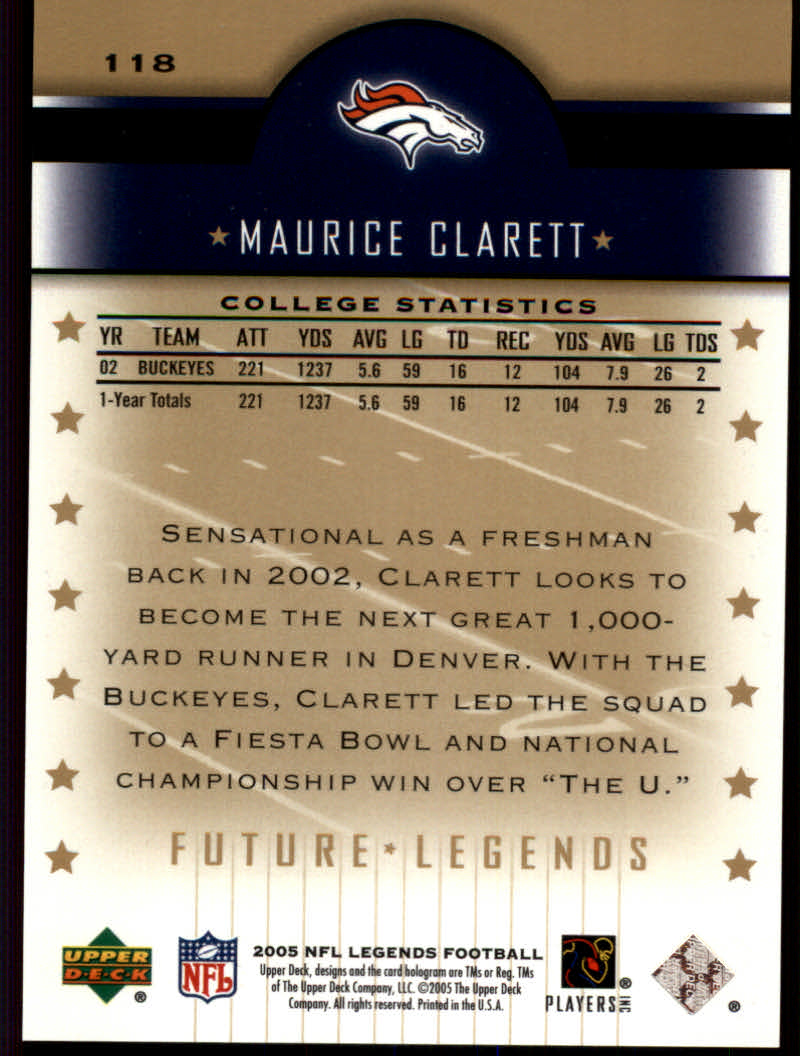 118
MAURICE CLARETT
COLLEGE STATISTICS
YR TEAM ATT YDS AVG LG TD REC YDS AVG LG TDS
02 BUCKEYES 221 1237 5.6 59 16 12 104 7.9 26 2
1-Year Totals 221 1237 5.6 59 16 12 104 7.9 26 2
SENSATIONAL AS A FRESHMAN
BACK IN 2002, CLARETT LOOKS TO
BECOME THE NEXT GREAT 1,000-
YARD RUNNER IN DENVER. WITH THE
BUCKEYES, CLARETT LED THE SQUAD
TO A FIESTA BOWL AND NATIONAL
CHAMPIONSHIP WIN OVER “THE U.”
FUTURE★LEGENDS
UPPER
D·E·C·K
®
NFL
2005 NFL LEGENDS FOOTBALL
Upper Deck, designs and the card hologram are TMs or Reg. TMs
of The Upper Deck Company, LLC. ©2005 The Upper Deck
Company. All rights reserved. Printed in the U.S.A.
PLAYERS INC ®
®